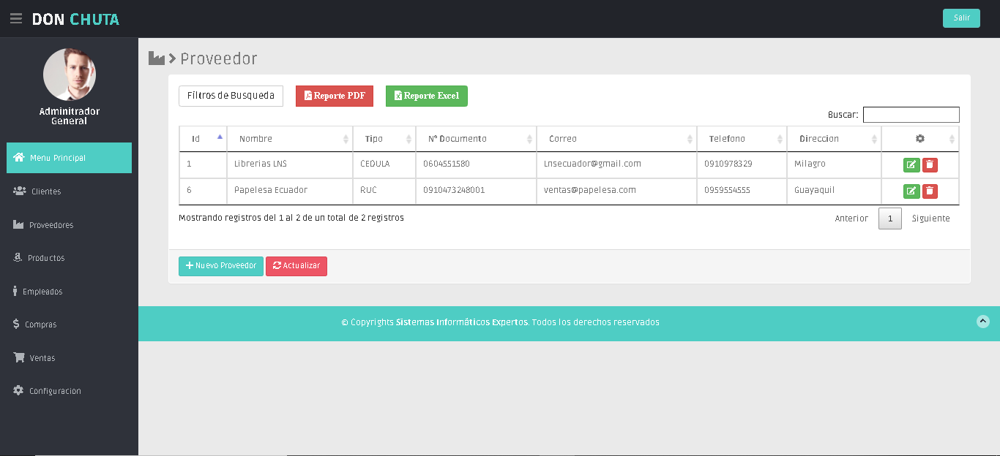 DON CHUTA
Salir
Adminitrador
General
Menu Principal
Clientes
Proveedores
Productos
Empleados
Compras
Ventas
Configuracion
Proveedor
Filtros de Busqueda
Reporte PDF
Reporte Excel
Buscar:
Id Nombre Tipo N° Documento Correo Telefono Direccion
1 Librerias LNS CEDULA 0604551580 Lnsecuador@gmail.com 0910978329 Milagro
6 Papelesa Ecuador RUC 0910473248001 ventas@papelesa.com 0959554555 Guayaquil
Mostrando registros del 1 al 2 de un total de 2 registros
Anterior 1 Siguiente
Nuevo Proveedor
Actualizar
© Copyrights Sistemas Informáticos Expertos. Todos los derechos reservados